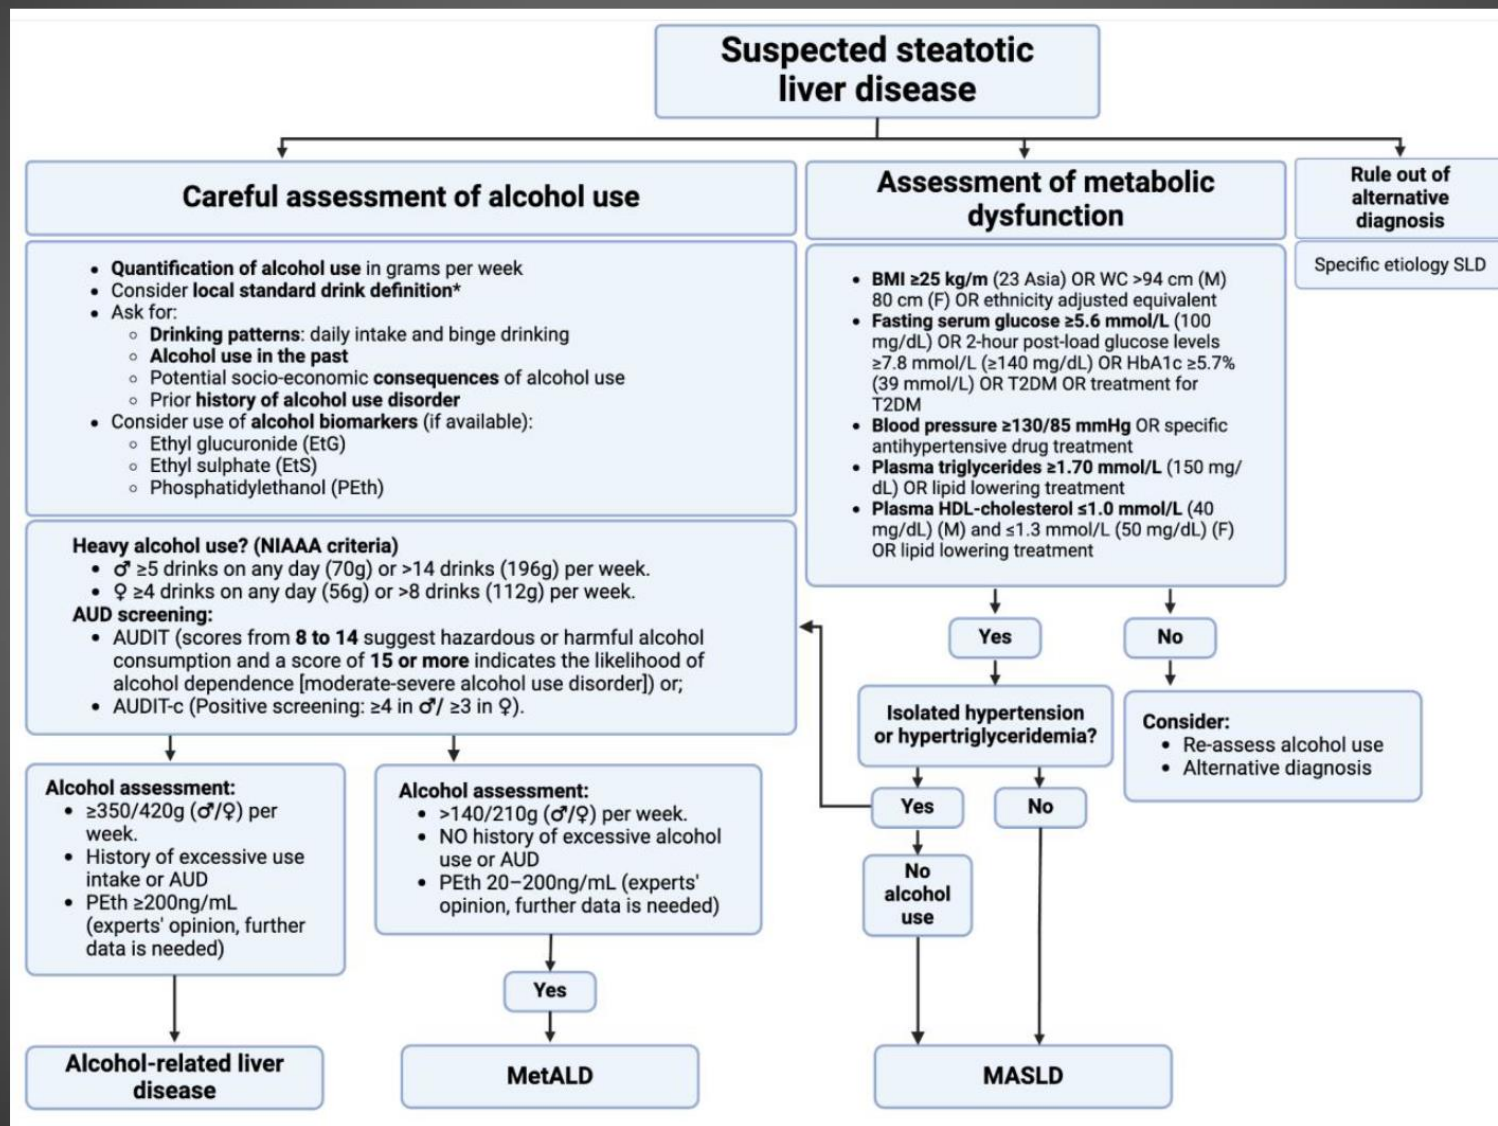 Suspected steatotic
liver disease
Careful assessment of alcohol use
• Quantification of alcohol use in grams per week
• Consider local standard drink definition*
• Ask for:
◦ Drinking patterns: daily intake and binge drinking
◦ Alcohol use in the past
◦ Potential socio-economic consequences of alcohol use
◦ Prior history of alcohol use disorder
• Consider use of alcohol biomarkers (if available):
◦ Ethyl glucuronide (EtG)
◦ Ethyl sulphate (EtS)
◦ Phosphatidylethanol (PEth)
Heavy alcohol use? (NIAAA criteria)
• ♂ ≥5 drinks on any day (70g) or >14 drinks (196g) per week.
• ♀ ≥4 drinks on any day (56g) or >8 drinks (112g) per week.
AUD screening:
• AUDIT (scores from 8 to 14 suggest hazardous or harmful alcohol
consumption and a score of 15 or more indicates the likelihood of
alcohol dependence [moderate-severe alcohol use disorder]) or;
• AUDIT-c (Positive screening: ≥4 in ♂/ ≥3 in ♀).
Alcohol assessment:
• ≥350/420g (♂/♀) per
week.
• History of excessive use
intake or AUD
• PEth ≥200ng/mL
(experts' opinion, further
data is needed)
Alcohol-related liver
disease
Alcohol assessment:
• >140/210g (♂/♀) per week.
• NO history of excessive alcohol
use or AUD
• PEth 20–200ng/mL (experts'
opinion, further data is needed)
Yes
MetALD
Assessment of metabolic
dysfunction
• BMI ≥25 kg/m (23 Asia) OR WC >94 cm (M)
80 cm (F) OR ethnicity adjusted equivalent
• Fasting serum glucose ≥5.6 mmol/L (100
mg/dL) OR 2-hour post-load glucose levels
≥7.8 mmol/L (≥140 mg/dL) OR HbA1c ≥5.7%
(39 mmol/L) OR T2DM OR treatment for
T2DM
• Blood pressure ≥130/85 mmHg OR specific
antihypertensive drug treatment
• Plasma triglycerides ≥1.70 mmol/L (150 mg/
dL) OR lipid lowering treatment
• Plasma HDL-cholesterol ≤1.0 mmol/L (40
mg/dL) (M) and ≤1.3 mmol/L (50 mg/dL) (F)
OR lipid lowering treatment
Yes
Isolated hypertension
or hypertriglyceridemia?
Yes
No
No
alcohol
use
MASLD
No
Consider:
• Re-assess alcohol use
• Alternative diagnosis
Rule out of
alternative
diagnosis
Specific etiology SLD